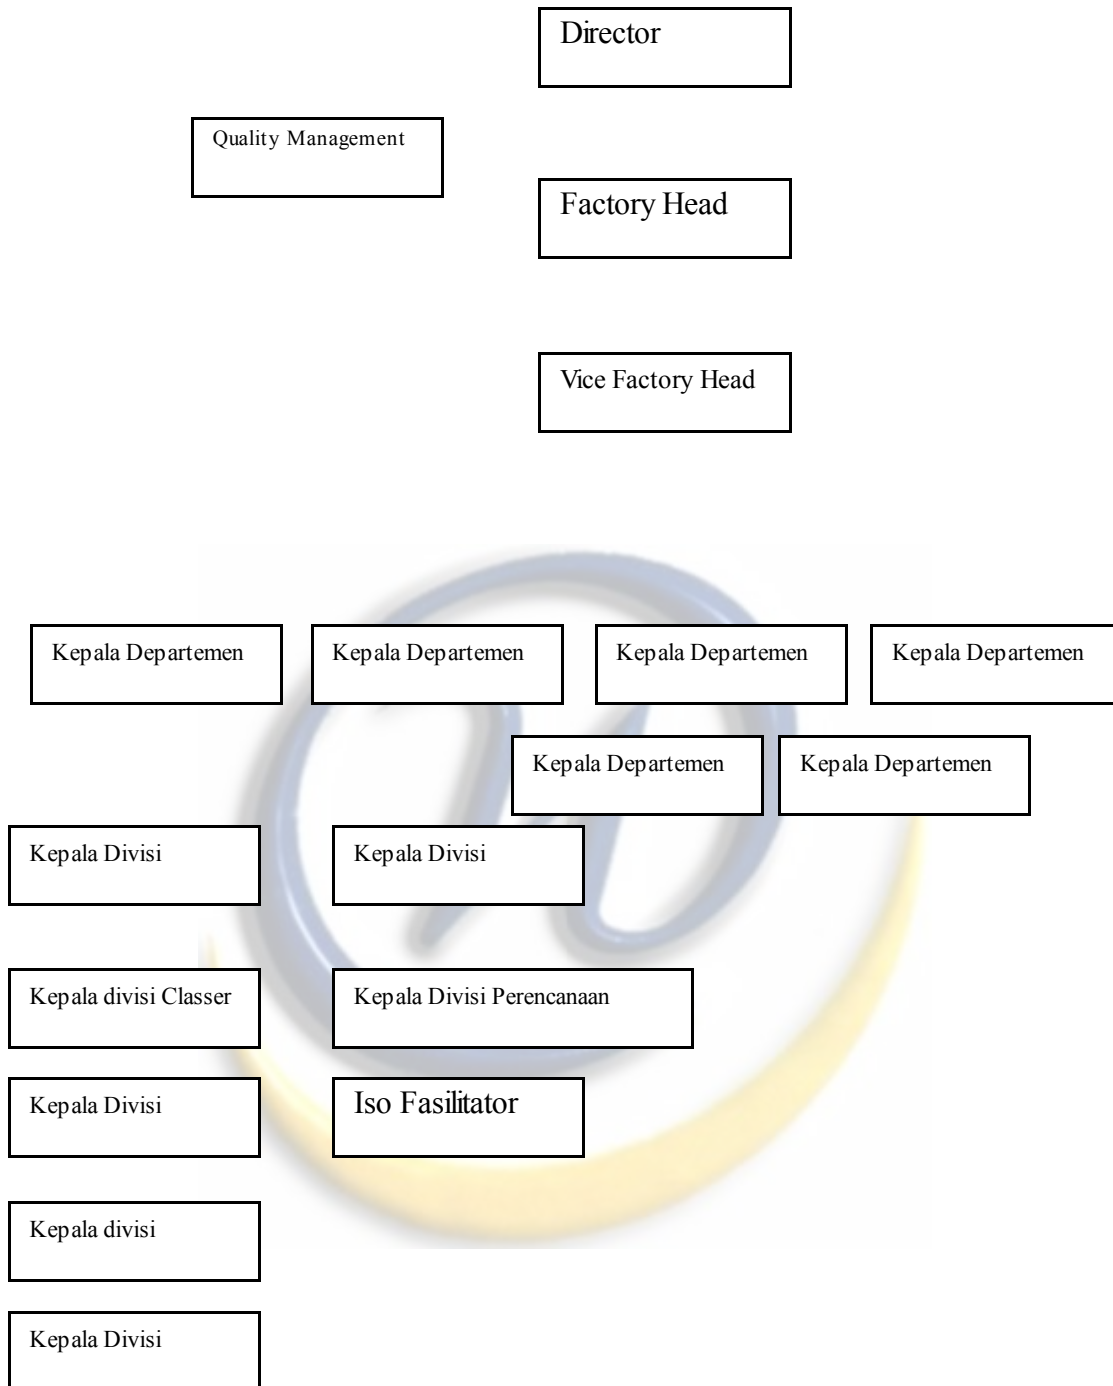 Director
Quality Management
Factory Head
Vice Factory Head
Kepala Departemen
Kepala Departemen
Kepala Departemen
Kepala Departemen
Kepala Departemen
Kepala Departemen
Kepala Divisi
Kepala Divisi
Kepala divisi Classer
Kepala Divisi Perencanaan
Kepala Divisi
Iso Fasilitator
Kepala divisi
Kepala Divisi